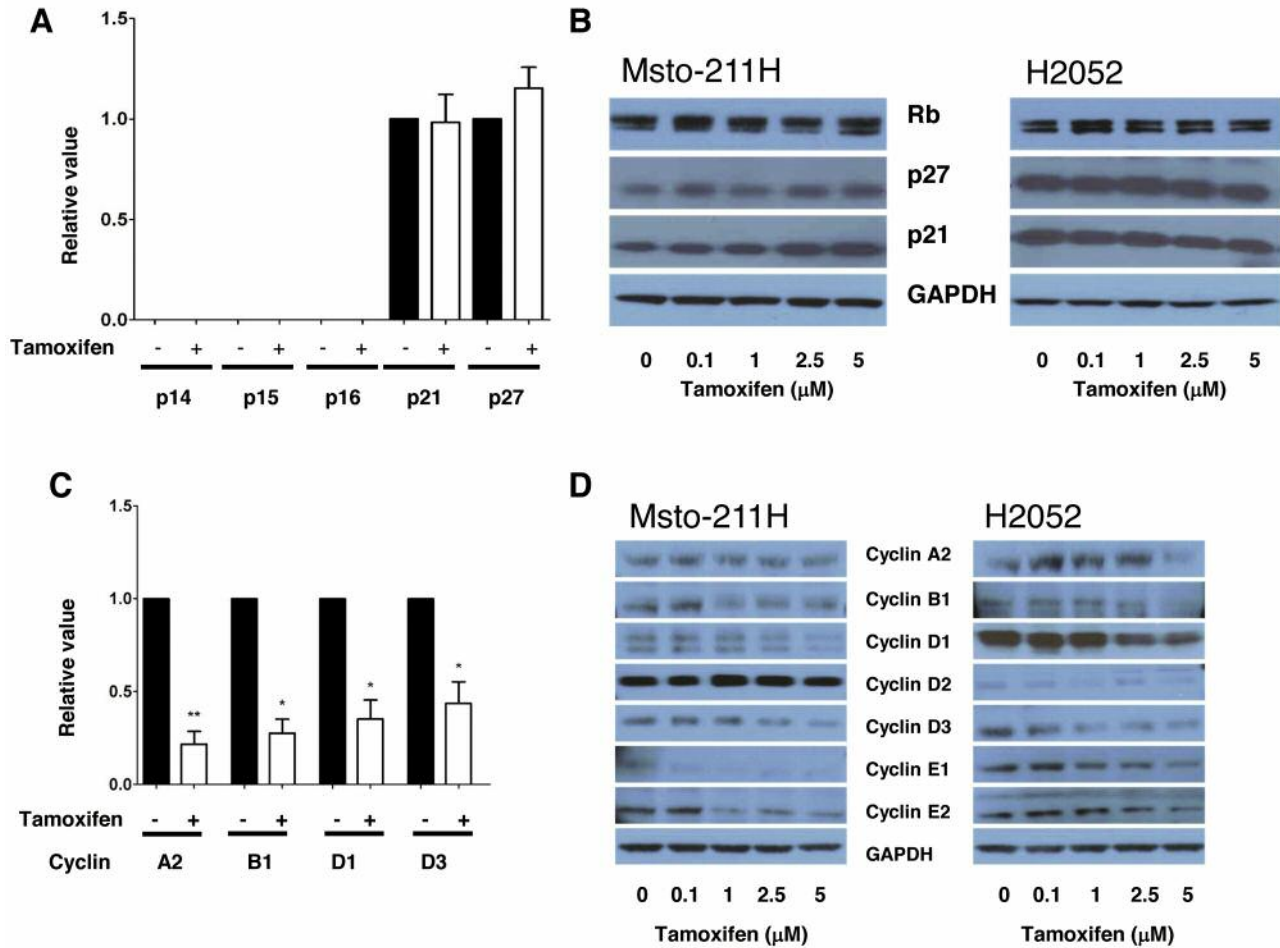 A
1.5
1.0
0.5
0.0
Relative value
Tamoxifen - + - + - + - + - +
p14 p15 p16 p21 p27
B
Msto-211H H2052
Rb
p27
p21
GAPDH
0 0.1 1 2.5 5 0 0.1 1 2.5 5
Tamoxifen (μM) Tamoxifen (μM)
C
1.5
1.0
0.5
0.0
Relative value
** * * *
Tamoxifen - + - + - + - +
Cyclin A2 B1 D1 D3
D
Msto-211H H2052
Cyclin A2
Cyclin B1
Cyclin D1
Cyclin D2
Cyclin D3
Cyclin E1
Cyclin E2
GAPDH
0 0.1 1 2.5 5 0 0.1 1 2.5 5
Tamoxifen (μM) Tamoxifen (μM)